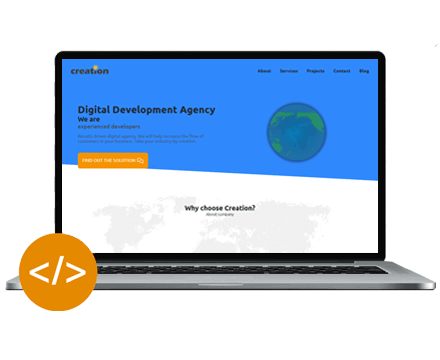 creation
About Services Projects Contact Blog
Digital Development Agency
We are
experienced developers
FIND OUT THE SOLUTION
Why choose Creation?
About company
</>